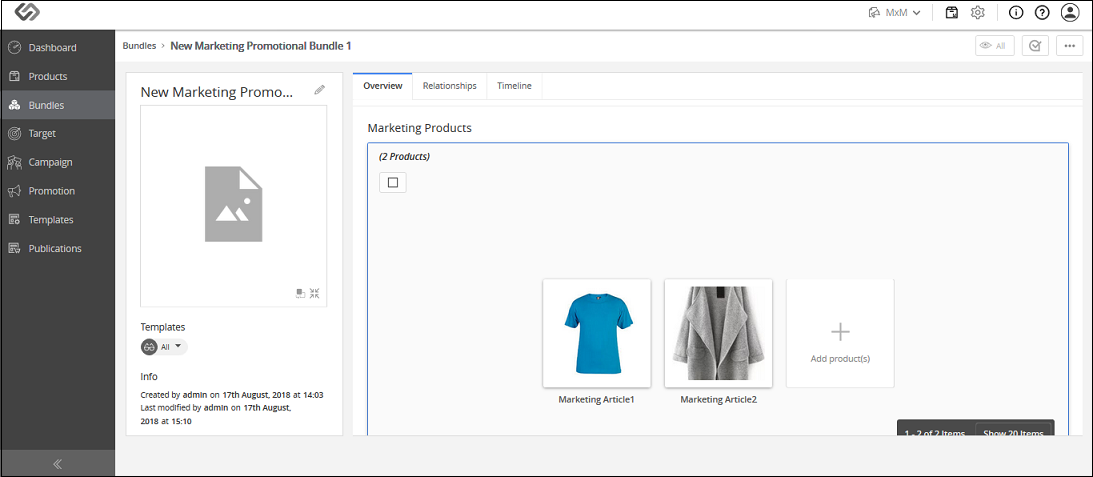 MxM
Dashboard
Products
Bundles
Target
Campaign
Promotion
Templates
Publications
Bundles > New Marketing Promotional Bundle 1
All
New Marketing Promo...
Templates
All
Info
Created by admin on 17th August, 2018 at 14:03
Last modified by admin on 17th August,
2018 at 15:10
Overview Relationships Timeline
Marketing Products
(2 Products)
Add product(s)
Marketing Article1
Marketing Article2
1 - 2 of 2 Items Show 20 Items